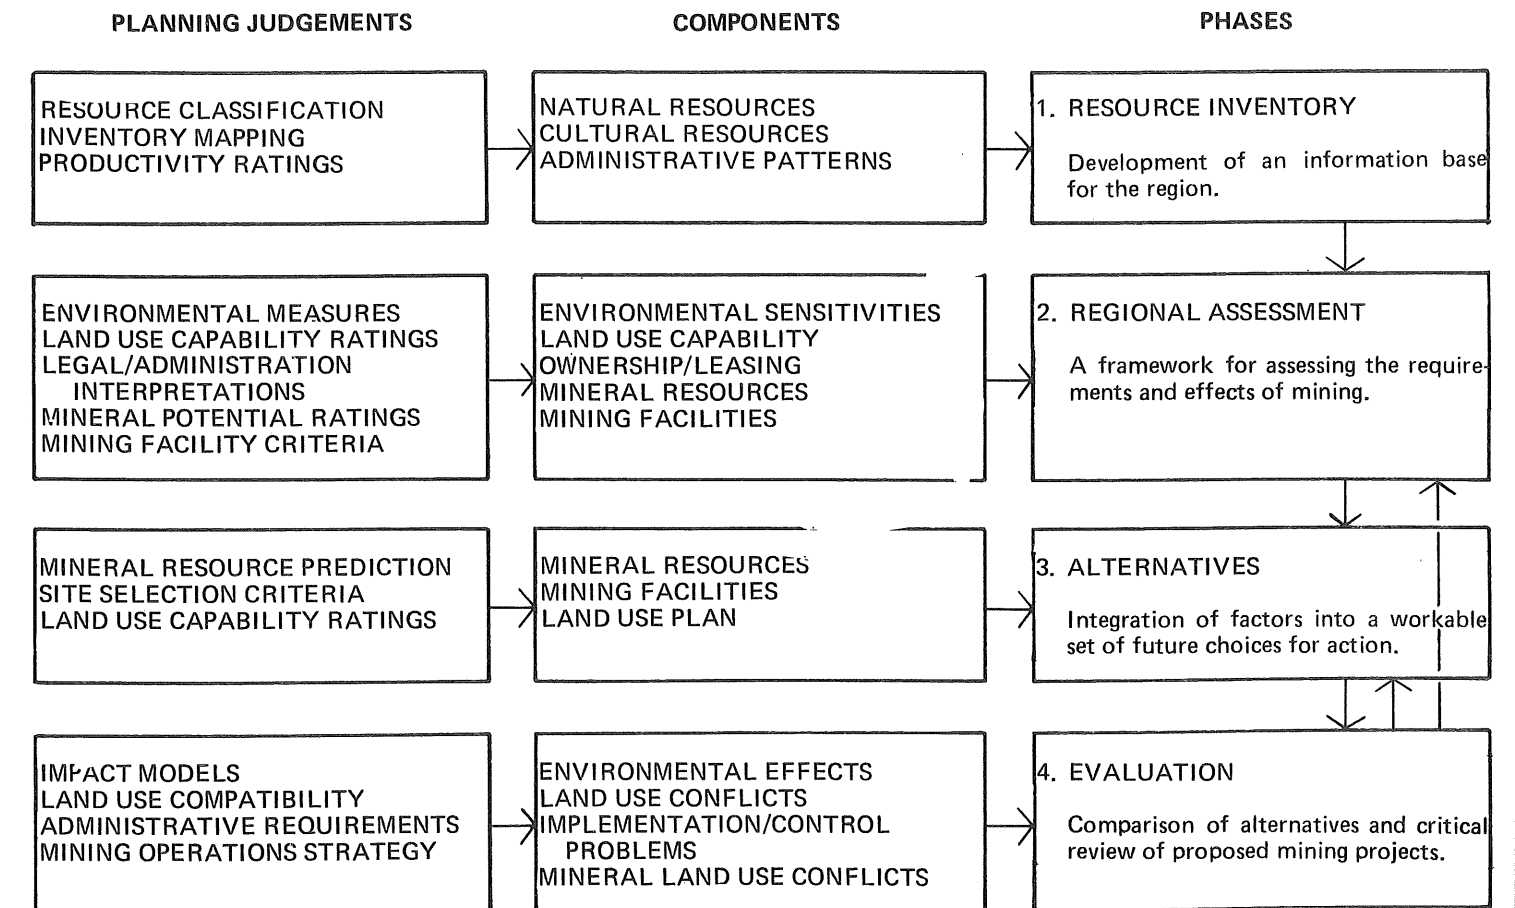 PLANNING JUDGEMENTS
COMPONENTS
PHASES
RESOURCE CLASSIFICATION
INVENTORY MAPPING
PRODUCTIVITY RATINGS
NATURAL RESOURCES
CULTURAL RESOURCES
ADMINISTRATIVE PATTERNS
1. RESOURCE INVENTORY
Development of an information base
for the region.
ENVIRONMENTAL MEASURES
LAND USE CAPABILITY RATINGS
LEGAL/ADMINISTRATION
INTERPRETATIONS
MINERAL POTENTIAL RATINGS
MINING FACILITY CRITERIA
ENVIRONMENTAL SENSITIVITIES
LAND USE CAPABILITY
OWNERSHIP/LEASING
MINERAL RESOURCES
MINING FACILITIES
2. REGIONAL ASSESSMENT
A framework for assessing the require-
ments and effects of mining.
MINERAL RESOURCE PREDICTION
SITE SELECTION CRITERIA
LAND USE CAPABILITY RATINGS
MINERAL RESOURCES
MINING FACILITIES
LAND USE PLAN
3. ALTERNATIVES
Integration of factors into a workable
set of future choices for action.
IMPACT MODELS
LAND USE COMPATIBILITY
ADMINISTRATIVE REQUIREMENTS
MINING OPERATIONS STRATEGY
ENVIRONMENTAL EFFECTS
LAND USE CONFLICTS
IMPLEMENTATION/CONTROL
PROBLEMS
MINERAL LAND USE CONFLICTS
4. EVALUATION
Comparison of alternatives and critical
review of proposed mining projects.